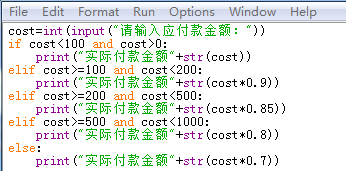 File Edit Format Run Options Window
cost=int(input("请输入应付款金额："))
if cost<100 and cost>0:
    print("实际付款金额"+str(cost))
elif cost>=100 and cost<200:
    print("实际付款金额"+str(cost*0.9))
elif cost>=200 and cost<500:
    print("实际付款金额"+str(cost*0.85))
elif cost>=500 and cost<1000:
    print("实际付款金额"+str(cost*0.8))
else:
    print("实际付款金额"+str(cost*0.7))